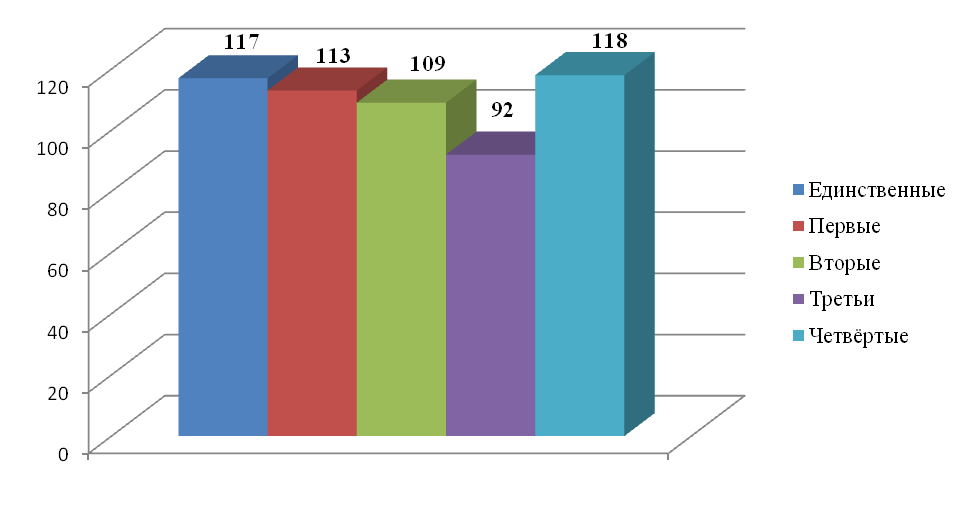 117
113
109
92
118
120
100
80
60
40
20
0
Единственные
Первые
Вторые
Третьи
Четвёртые